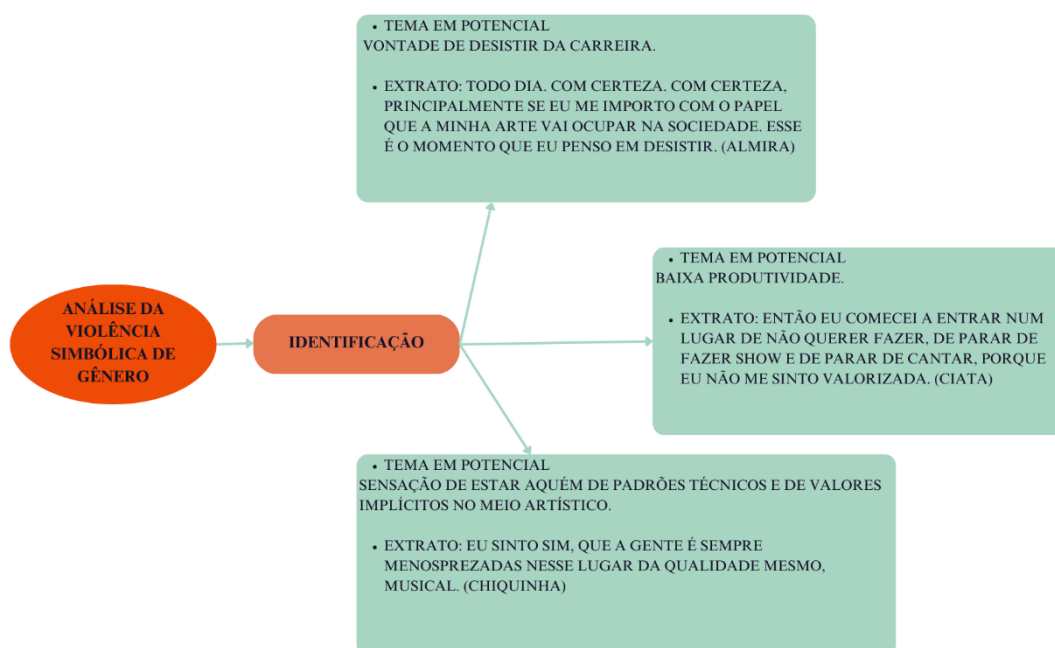 • TEMA EM POTENCIAL
VONTADE DE DESISTIR DA CARREIRA.
• EXTRATO: TODO DIA. COM CERTEZA. COM CERTEZA,
PRINCIPALMENTE SE EU ME IMPORTO COM O PAPEL
QUE A MINHA ARTE VAI OCUPAR NA SOCIEDADE. ESSE
É O MOMENTO QUE EU PENSO EM DESISTIR. (ALMIRA)
ANÁLISE DA
VIOLÊNCIA
SIMBÓLICA DE
GÊNERO
IDENTIFICAÇÃO
• TEMA EM POTENCIAL
BAIXA PRODUTIVIDADE.
• EXTRATO: ENTÃO EU COMECEI A ENTRAR NUM
LUGAR DE NÃO QUERER FAZER, DE PARAR DE
FAZER SHOW E DE PARAR DE CANTAR, PORQUE
EU NÃO ME SINTO VALORIZADA. (CIATA)
• TEMA EM POTENCIAL
SENSAÇÃO DE ESTAR AQUÉM DE PADRÕES TÉCNICOS E DE VALORES
IMPLÍCITOS NO MEIO ARTÍSTICO.
• EXTRATO: EU SINTO SIM, QUE A GENTE É SEMPRE
MENOSPREZADAS NESSE LUGAR DA QUALIDADE MESMO,
MUSICAL. (CHIQUINHA)